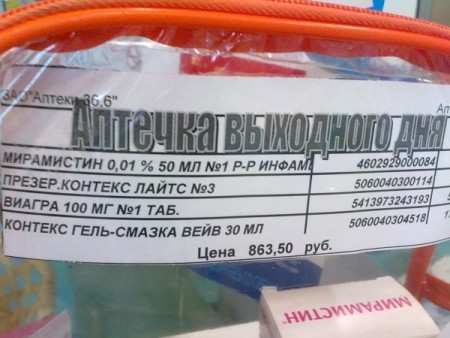 ЗАО"Аптеки 36,6"
Ап
Аптечка выходного дня
МИРАМИСТИН 0,01 % 50 МЛ №1 Р-Р ИНФАМ 4602929000084
ПРЕЗЕР.КОНТЕКС ЛАЙТС №3 5060040300114
ВИАГРА 100 МГ №1 ТАБ. 5413973243193
КОНТЕКС ГЕЛЬ-СМАЗКА ВЕЙВ 30 МЛ 5060040304518
Цена 863,50 руб.
МИРАМИСТИН